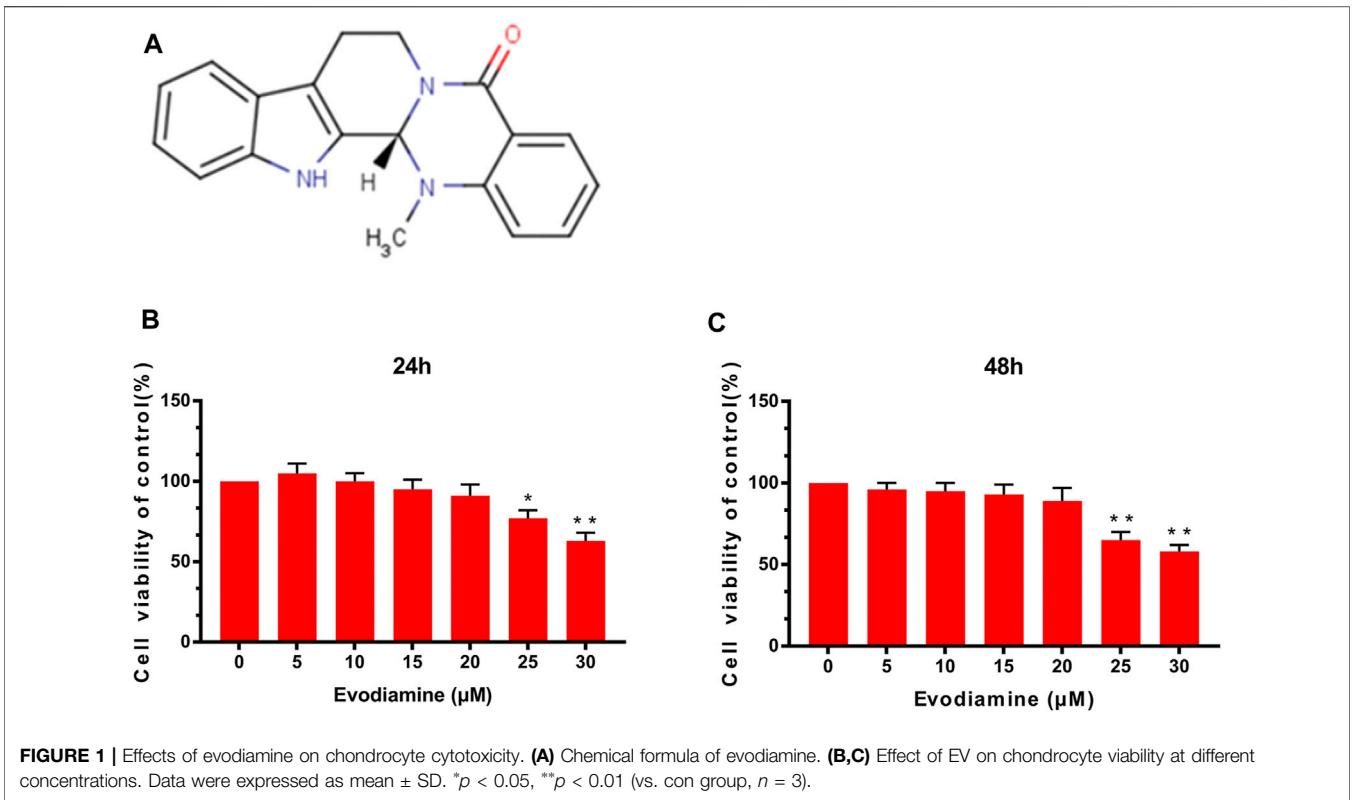 A
O
N
NH
H
N
H3C
B
24h
Cell viability of control(%)
150
100
50
0
0 5 10 15 20 25 30
*
* *
Evodiamine (µM)
C
48h
Cell viability of control(%)
150
100
50
0
0 5 10 15 20 25 30
* *
* *
Evodiamine (µM)
FIGURE 1 | Effects of evodiamine on chondrocyte cytotoxicity. (A) Chemical formula of evodiamine. (B,C) Effect of EV on chondrocyte viability at different
concentrations. Data were expressed as mean ± SD. *p < 0.05, **p < 0.01 (vs. con group, n = 3).